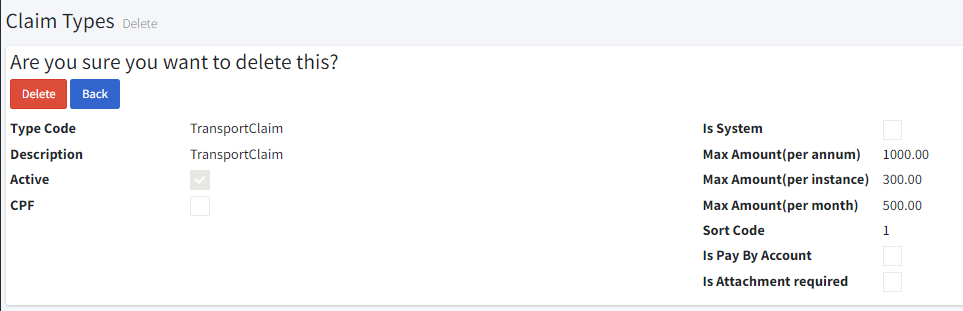 Claim Types Delete
Are you sure you want to delete this?
Delete Back
Type Code TransportClaim Is System
Description TransportClaim Max Amount(per annum) 1000.00
Active Max Amount(per instance) 300.00
CPF Max Amount(per month) 500.00
Sort Code 1
Is Pay By Account
Is Attachment required